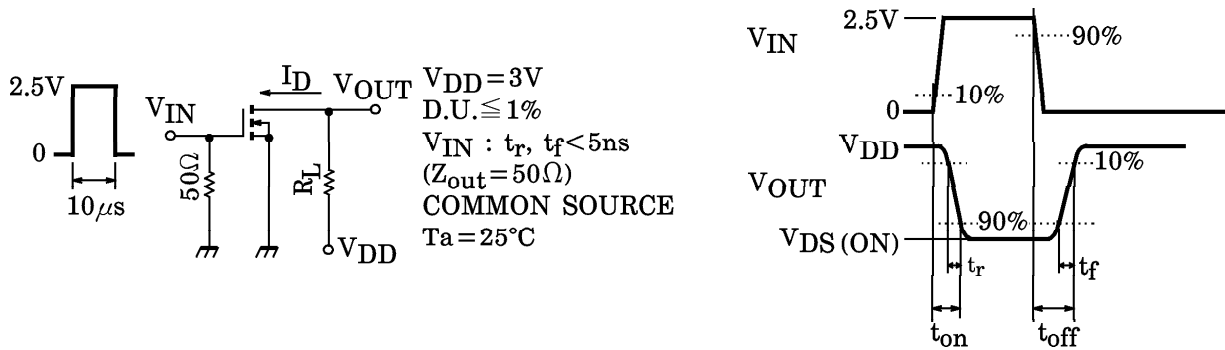 2.5V
0
10μs
V_IN
50Ω
I_D
V_OUT
R_L
V_DD
V_DD=3V
D.U.≦1%
V_IN : t_r, t_f<5ns
(Z_out=50Ω)
COMMON SOURCE
Ta=25°C
V_IN
2.5V
90%
10%
0
V_DD
10%
V_OUT
90%
V_DS(ON)
t_r
t_f
t_on
t_off